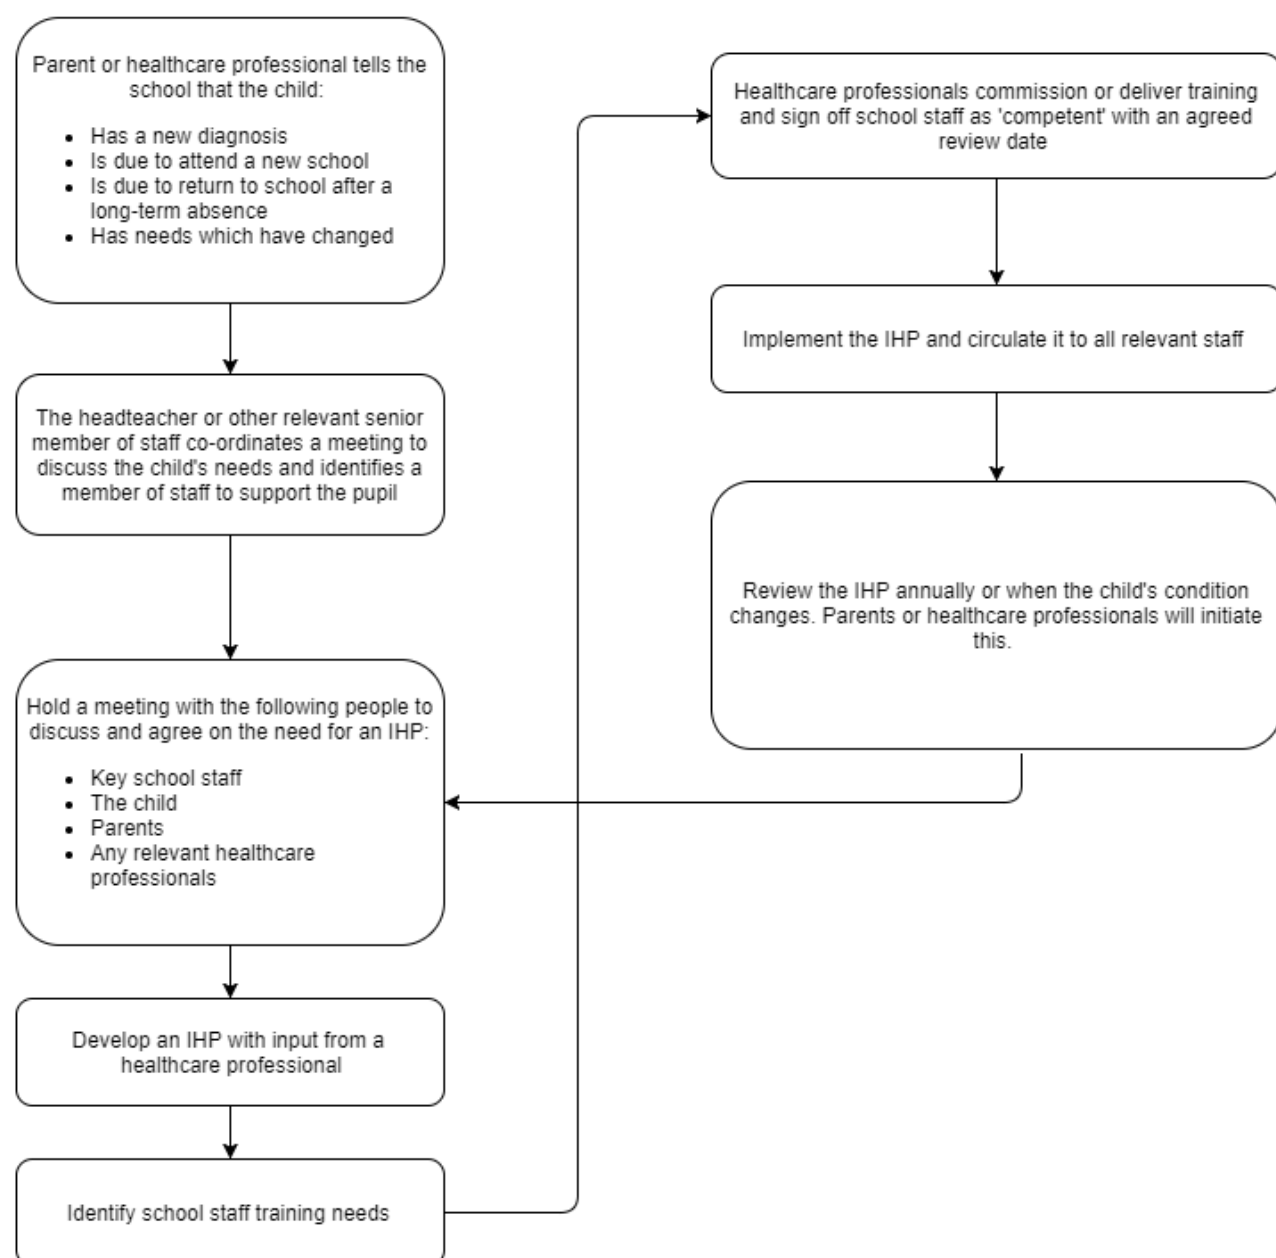 Parent or healthcare professional tells the
school that the child:
• Has a new diagnosis
• Is due to attend a new school
• Is due to return to school after a
long-term absence
• Has needs which have changed
The headteacher or other relevant senior
member of staff co-ordinates a meeting to
discuss the child's needs and identifies a
member of staff to support the pupil
Hold a meeting with the following people to
discuss and agree on the need for an IHP:
• Key school staff
• The child
• Parents
• Any relevant healthcare
professionals
Develop an IHP with input from a
healthcare professional
Identify school staff training needs
Healthcare professionals commission or deliver training
and sign off school staff as 'competent' with an agreed
review date
Implement the IHP and circulate it to all relevant staff
Review the IHP annually or when the child's condition
changes. Parents or healthcare professionals will initiate
this.